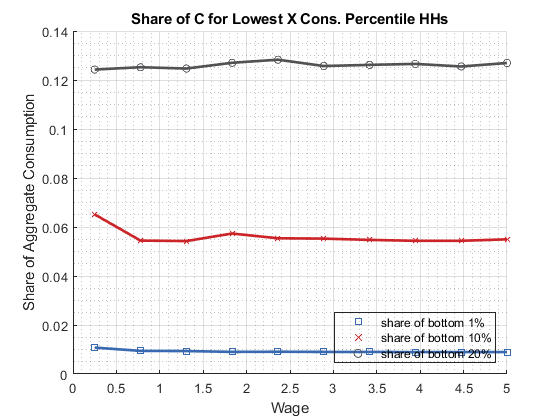 Share of C for Lowest X Cons. Percentile HHs
Share of Aggregate Consumption
0.14
0.12
0.1
0.08
0.06
0.04
0.02
0
share of bottom 1%
share of bottom 10%
share of bottom 20%
0 0.5 1 1.5 2 2.5 3 3.5 4 4.5 5
Wage